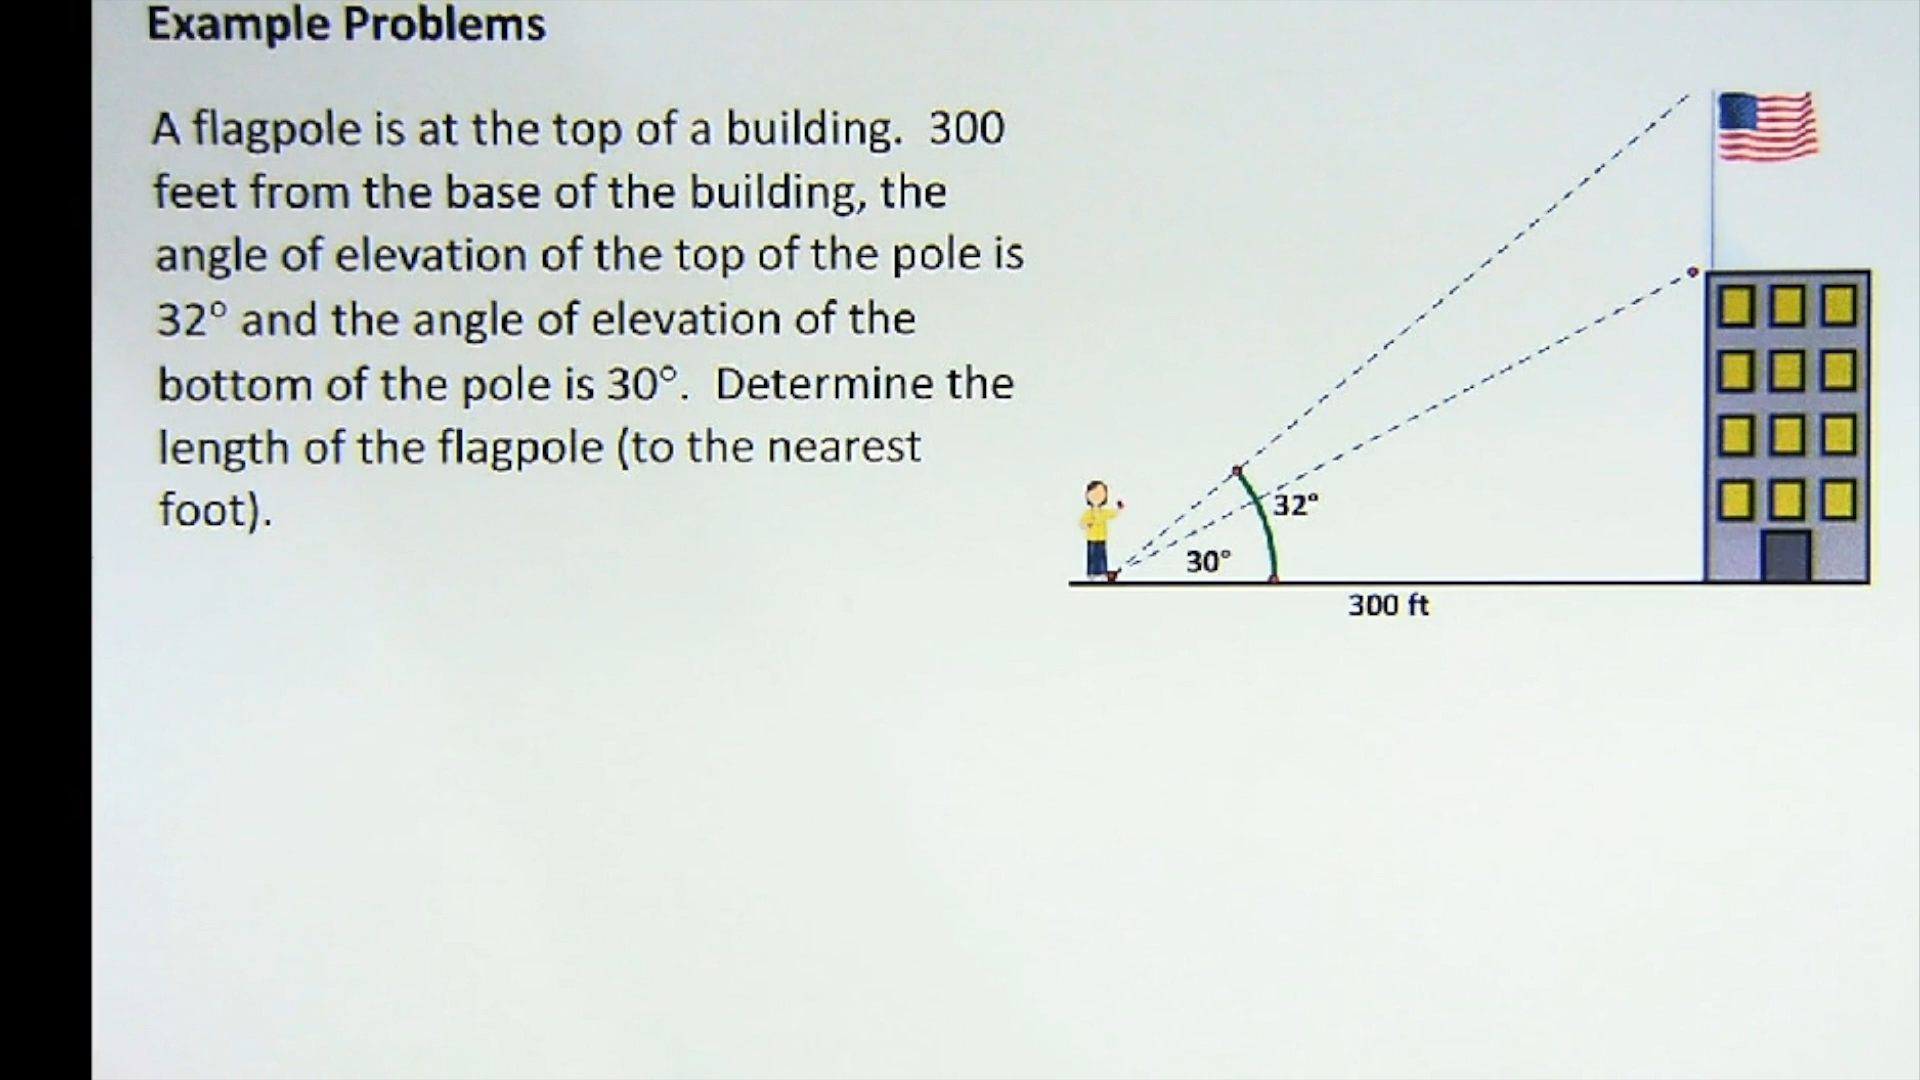 Example Problems
A flagpole is at the top of a building.  300
feet from the base of the building, the
angle of elevation of the top of the pole is
32° and the angle of elevation of the
bottom of the pole is 30°.  Determine the
length of the flagpole (to the nearest
foot).
32°
30°
300 ft